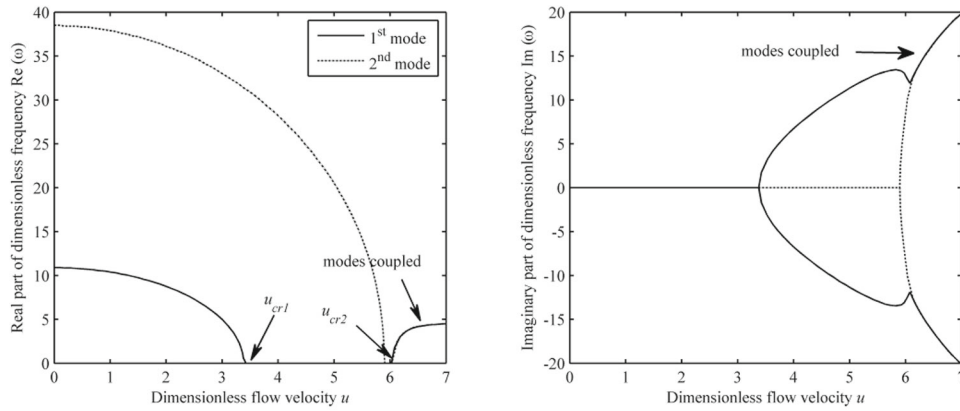 40
35
30
25
20
15
10
5
0
Real part of dimensionless frequency Re (ω)
1st mode
2nd mode
modes coupled
u_cr1
u_cr2
0 1 2 3 4 5 6 7
Dimensionless flow velocity u
20
15
10
5
0
-5
-10
-15
-20
Imaginary part of dimensionless frequency Im (ω)
modes coupled
0 1 2 3 4 5 6 7
Dimensionless flow velocity u